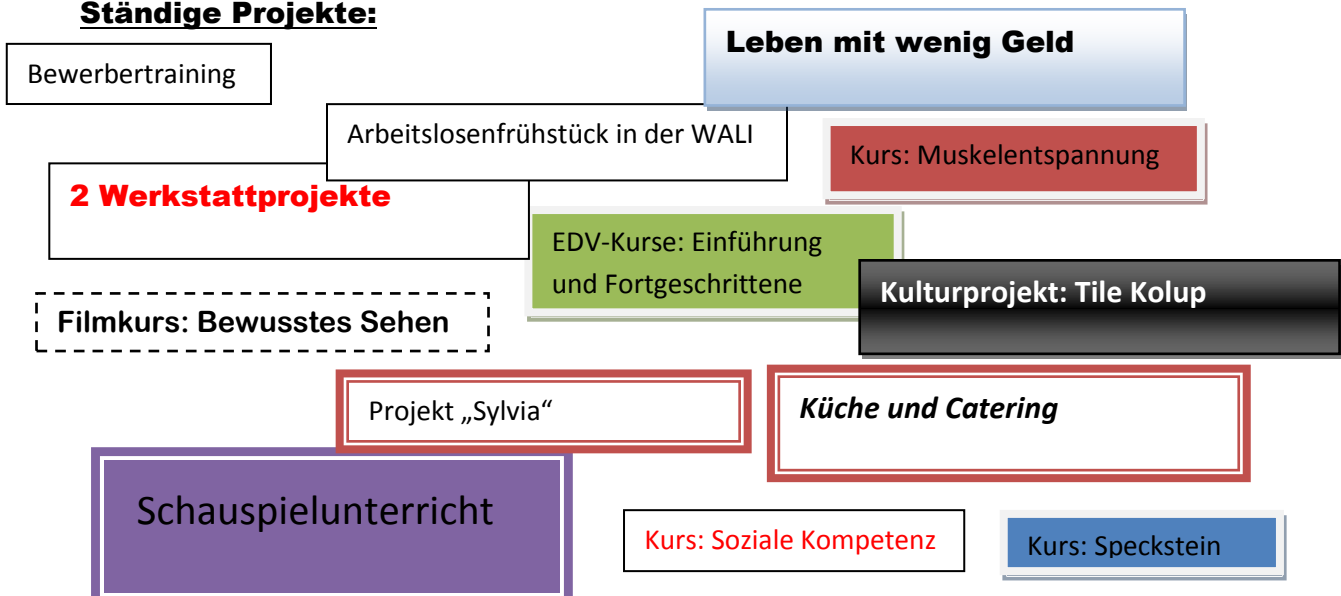 Ständige Projekte:
Leben mit wenig Geld
Bewerbertraining
Arbeitslosenfrühstück in der WALI
Kurs: Muskelentspannung
2 Werkstattprojekte
EDV-Kurse: Einführung
und Fortgeschrittene
Kulturprojekt: Tile Kolup
Filmkurs: Bewusstes Sehen
Projekt „Sylvia“
Küche und Catering
Schauspielunterricht
Kurs: Soziale Kompetenz
Kurs: Speckstein